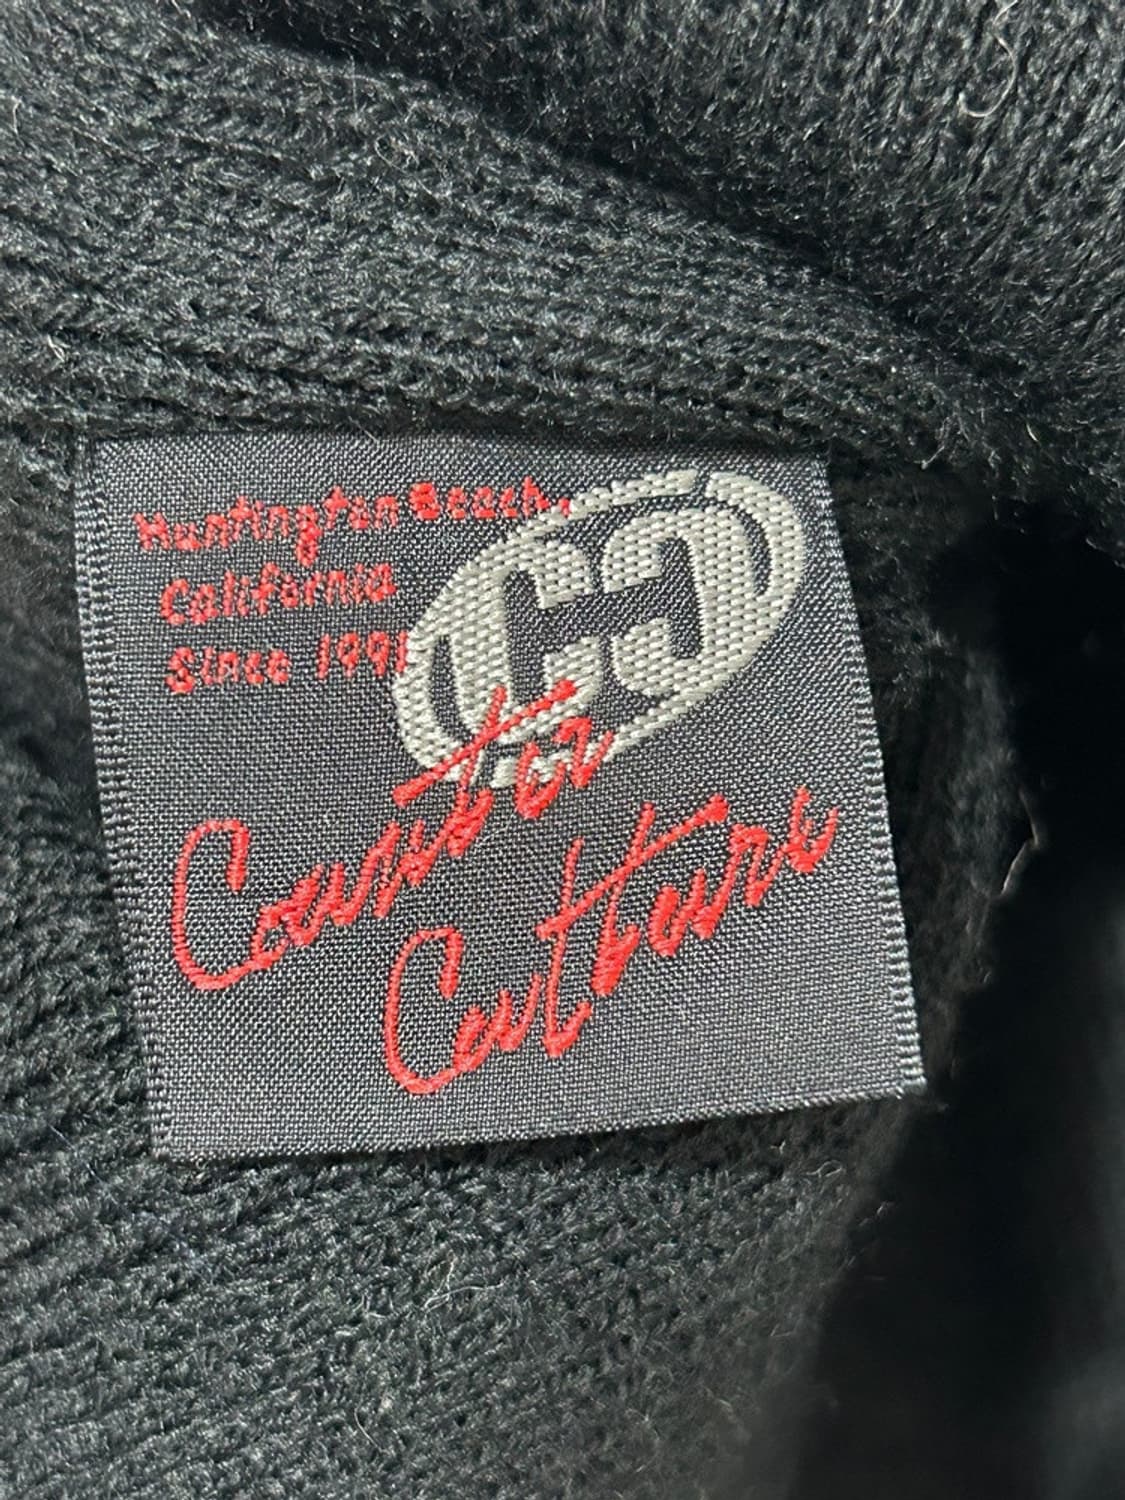 Huntington Beach,
California
Since 1991
CC
Counter
Culture